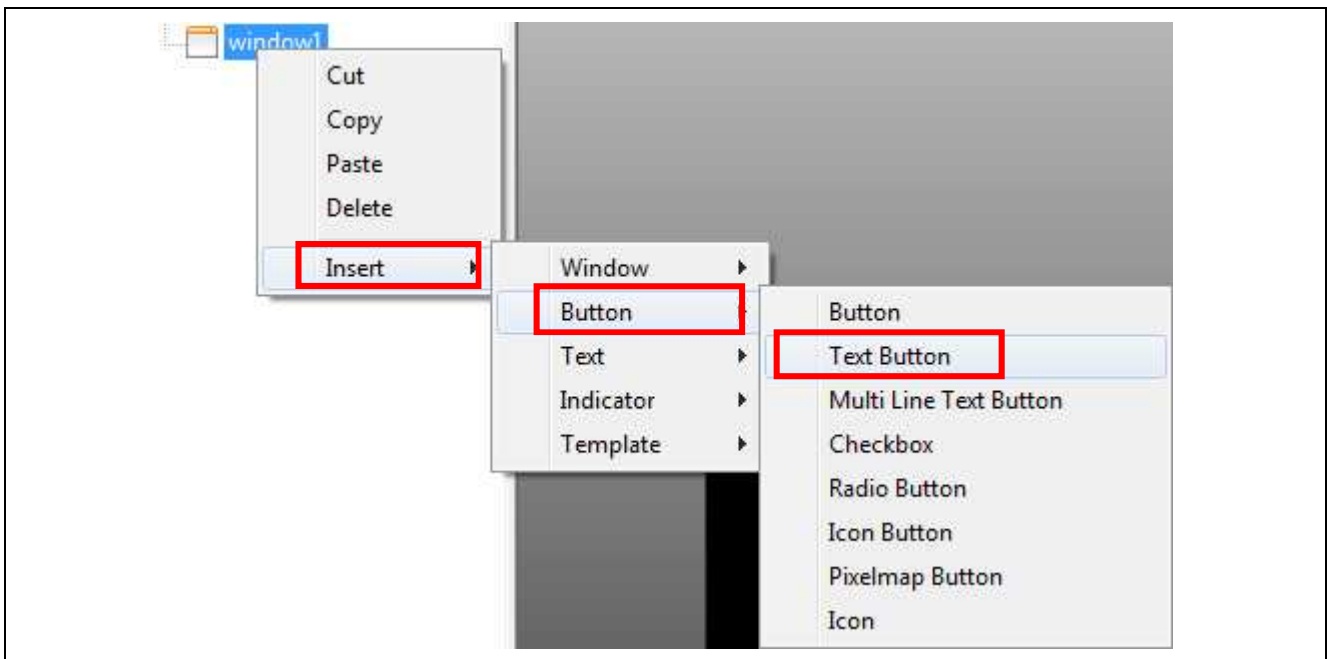 window1
Cut
Copy
Paste
Delete
Insert
Window
Button
Text
Indicator
Template
Button
Text Button
Multi Line Text Button
Checkbox
Radio Button
Icon Button
Pixelmap Button
Icon